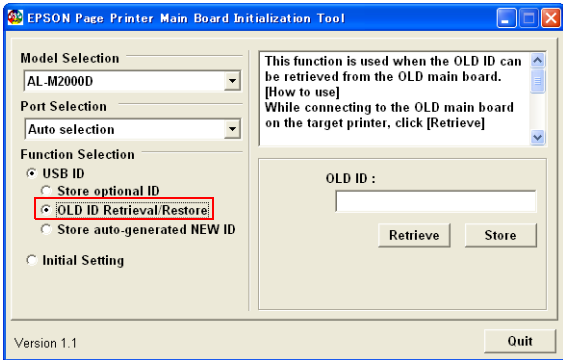 EPSON Page Printer Main Board Initialization Tool
Model Selection
AL-M2000D
Port Selection
Auto selection
Function Selection
USB ID
Store optional ID
OLD ID Retrieval/Restore
Store auto-generated NEW ID
Initial Setting
This function is used when the OLD ID can
be retrieved from the OLD main board.
[How to use]
While connecting to the OLD main board
on the target printer, click [Retrieve]
OLD ID :
Retrieve Store
Version 1.1
Quit